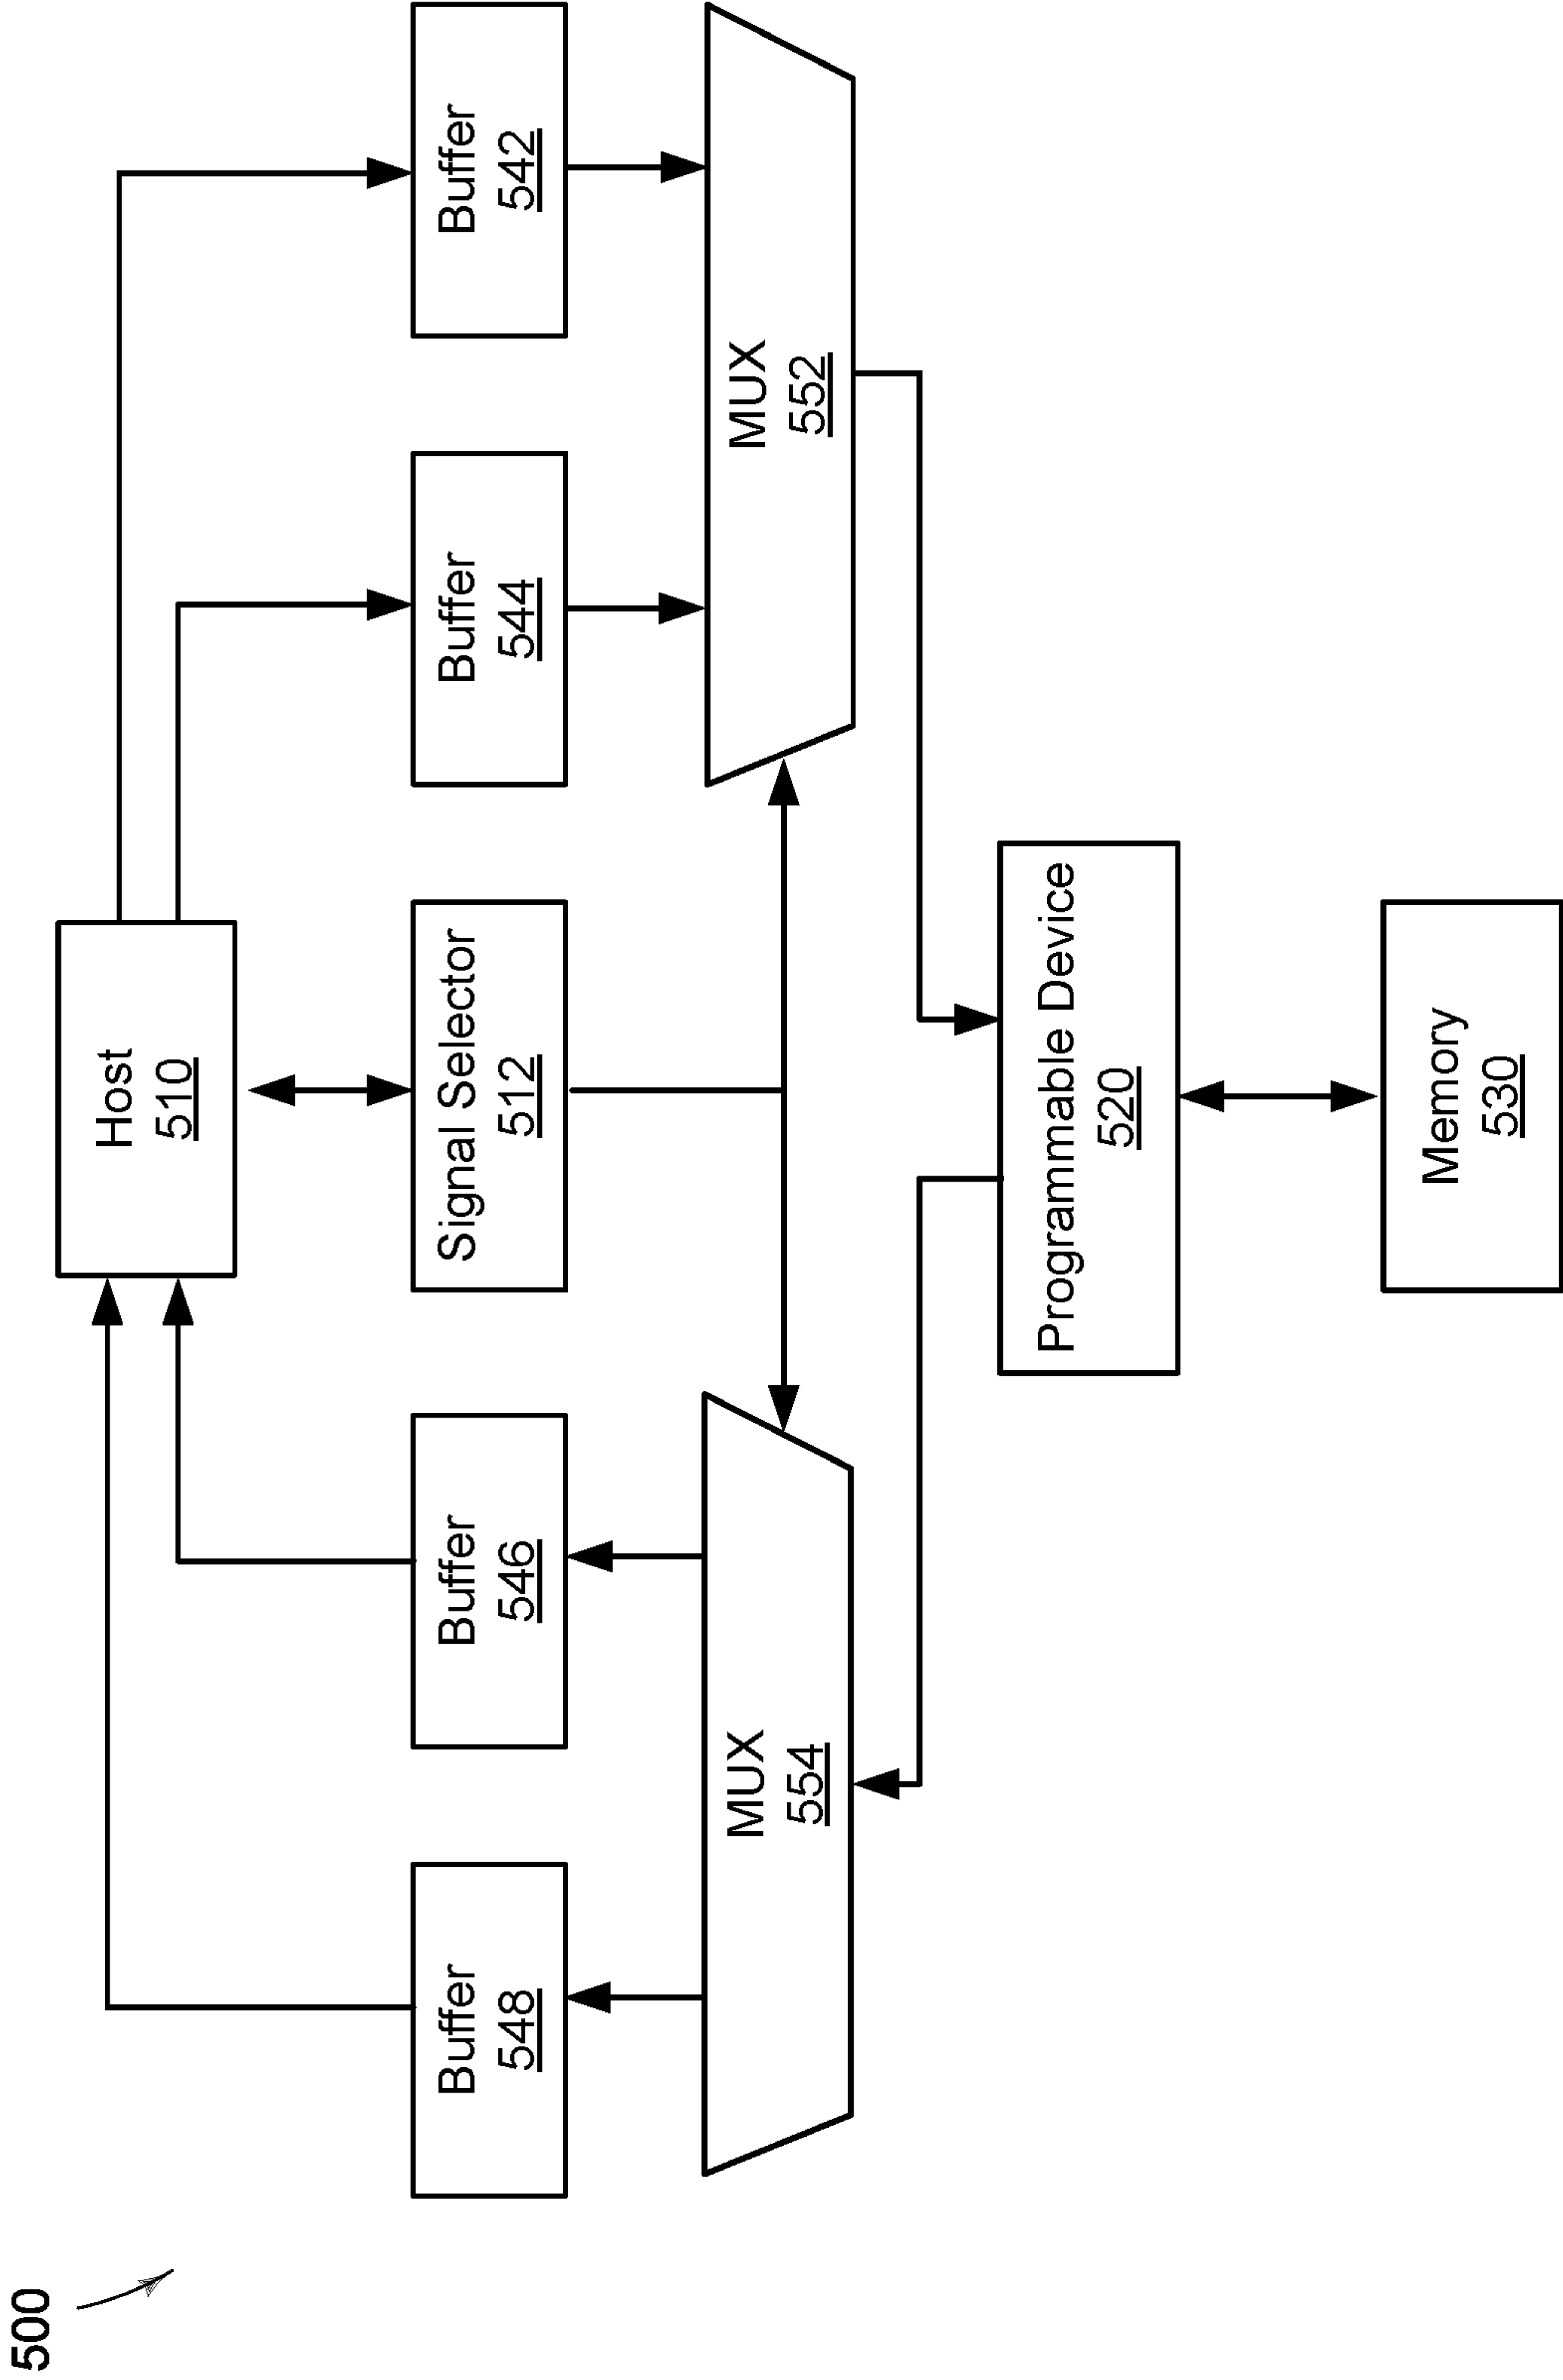 500
Host
510
Buffer
548
Buffer
546
Signal Selector
512
Buffer
544
Buffer
542
MUX
554
MUX
552
Programmable Device
520
Memory
530